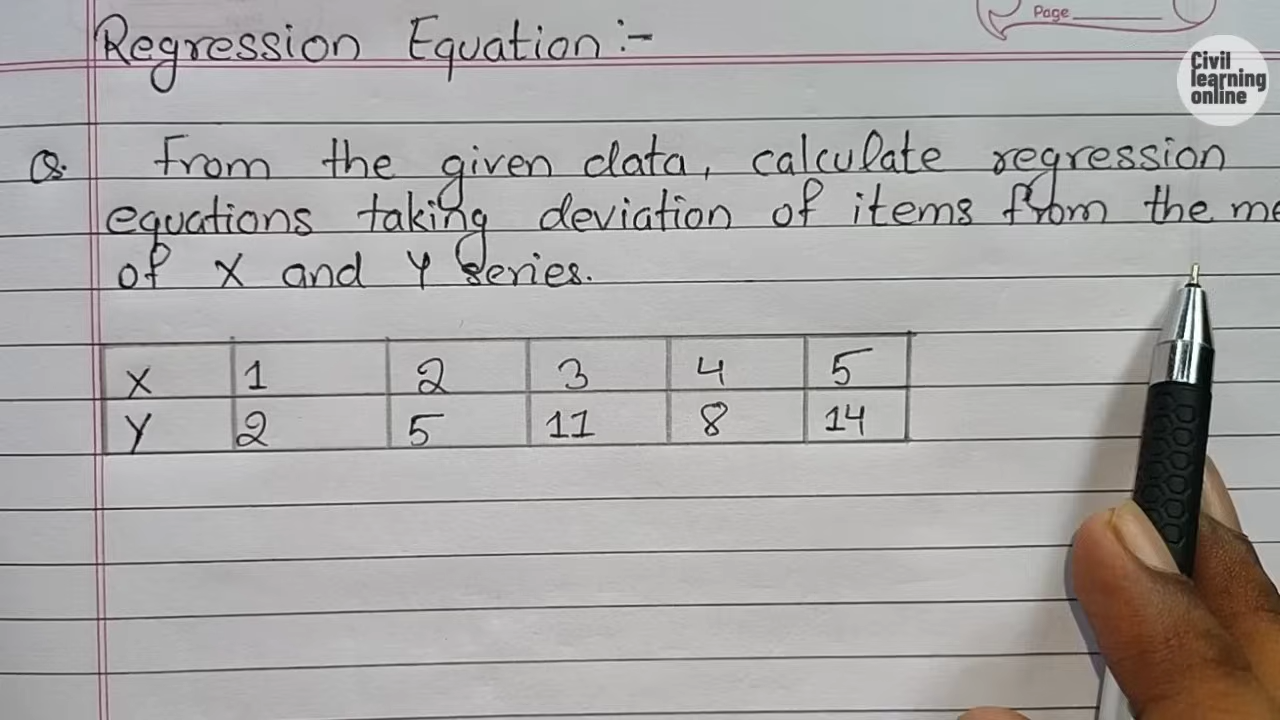 Page
Civil
learning
online
Regression Equation :-
Q. From the given data, calculate regression
equations taking deviation of items from the me
of X and Y series.
X 1 2 3 4 5
Y 2 5 11 8 14